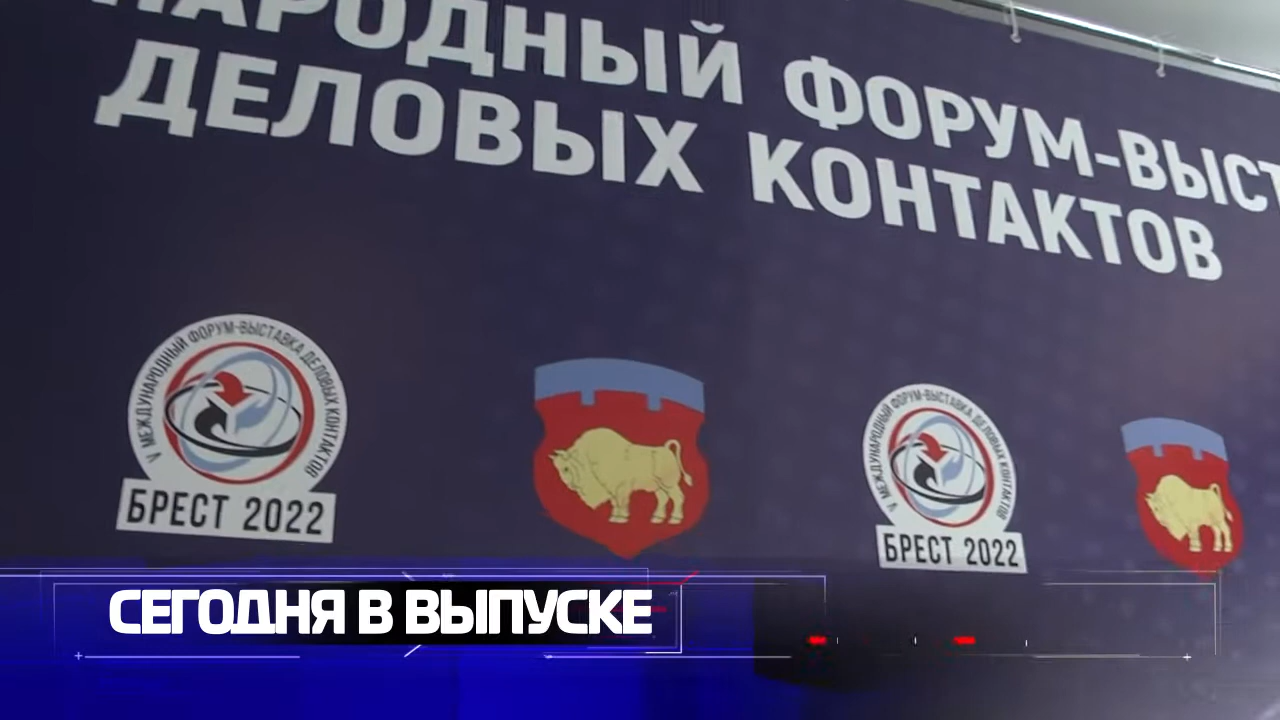 НАРОДНЫЙ ФОРУМ-ВЫСТ
ДЕЛОВЫХ КОНТАКТОВ
V МЕЖДУНАРОДНЫЙ ФОРУМ-ВЫСТАВКА ДЕЛОВЫХ КОНТАКТОВ
БРЕСТ 2022
V МЕЖДУНАРОДНЫЙ ФОРУМ-ВЫСТАВКА ДЕЛОВЫХ КОНТАКТОВ
БРЕСТ 2022
СЕГОДНЯ В ВЫПУСКЕ